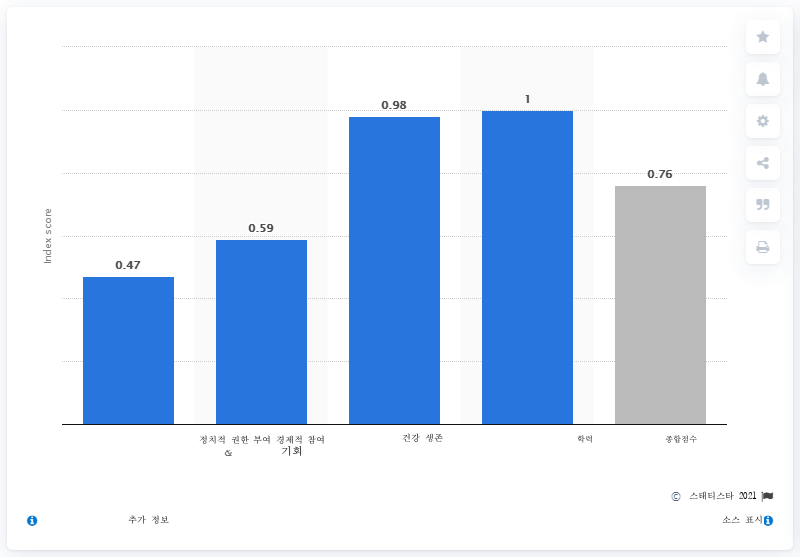 1
0.98
0.76
0.59
0.47
Index score
정치적 권한 부여 경제적 참여
& 기회
건강 생존
학력
종합점수
© 스태티스타 2021
추가 정보
소스 표시